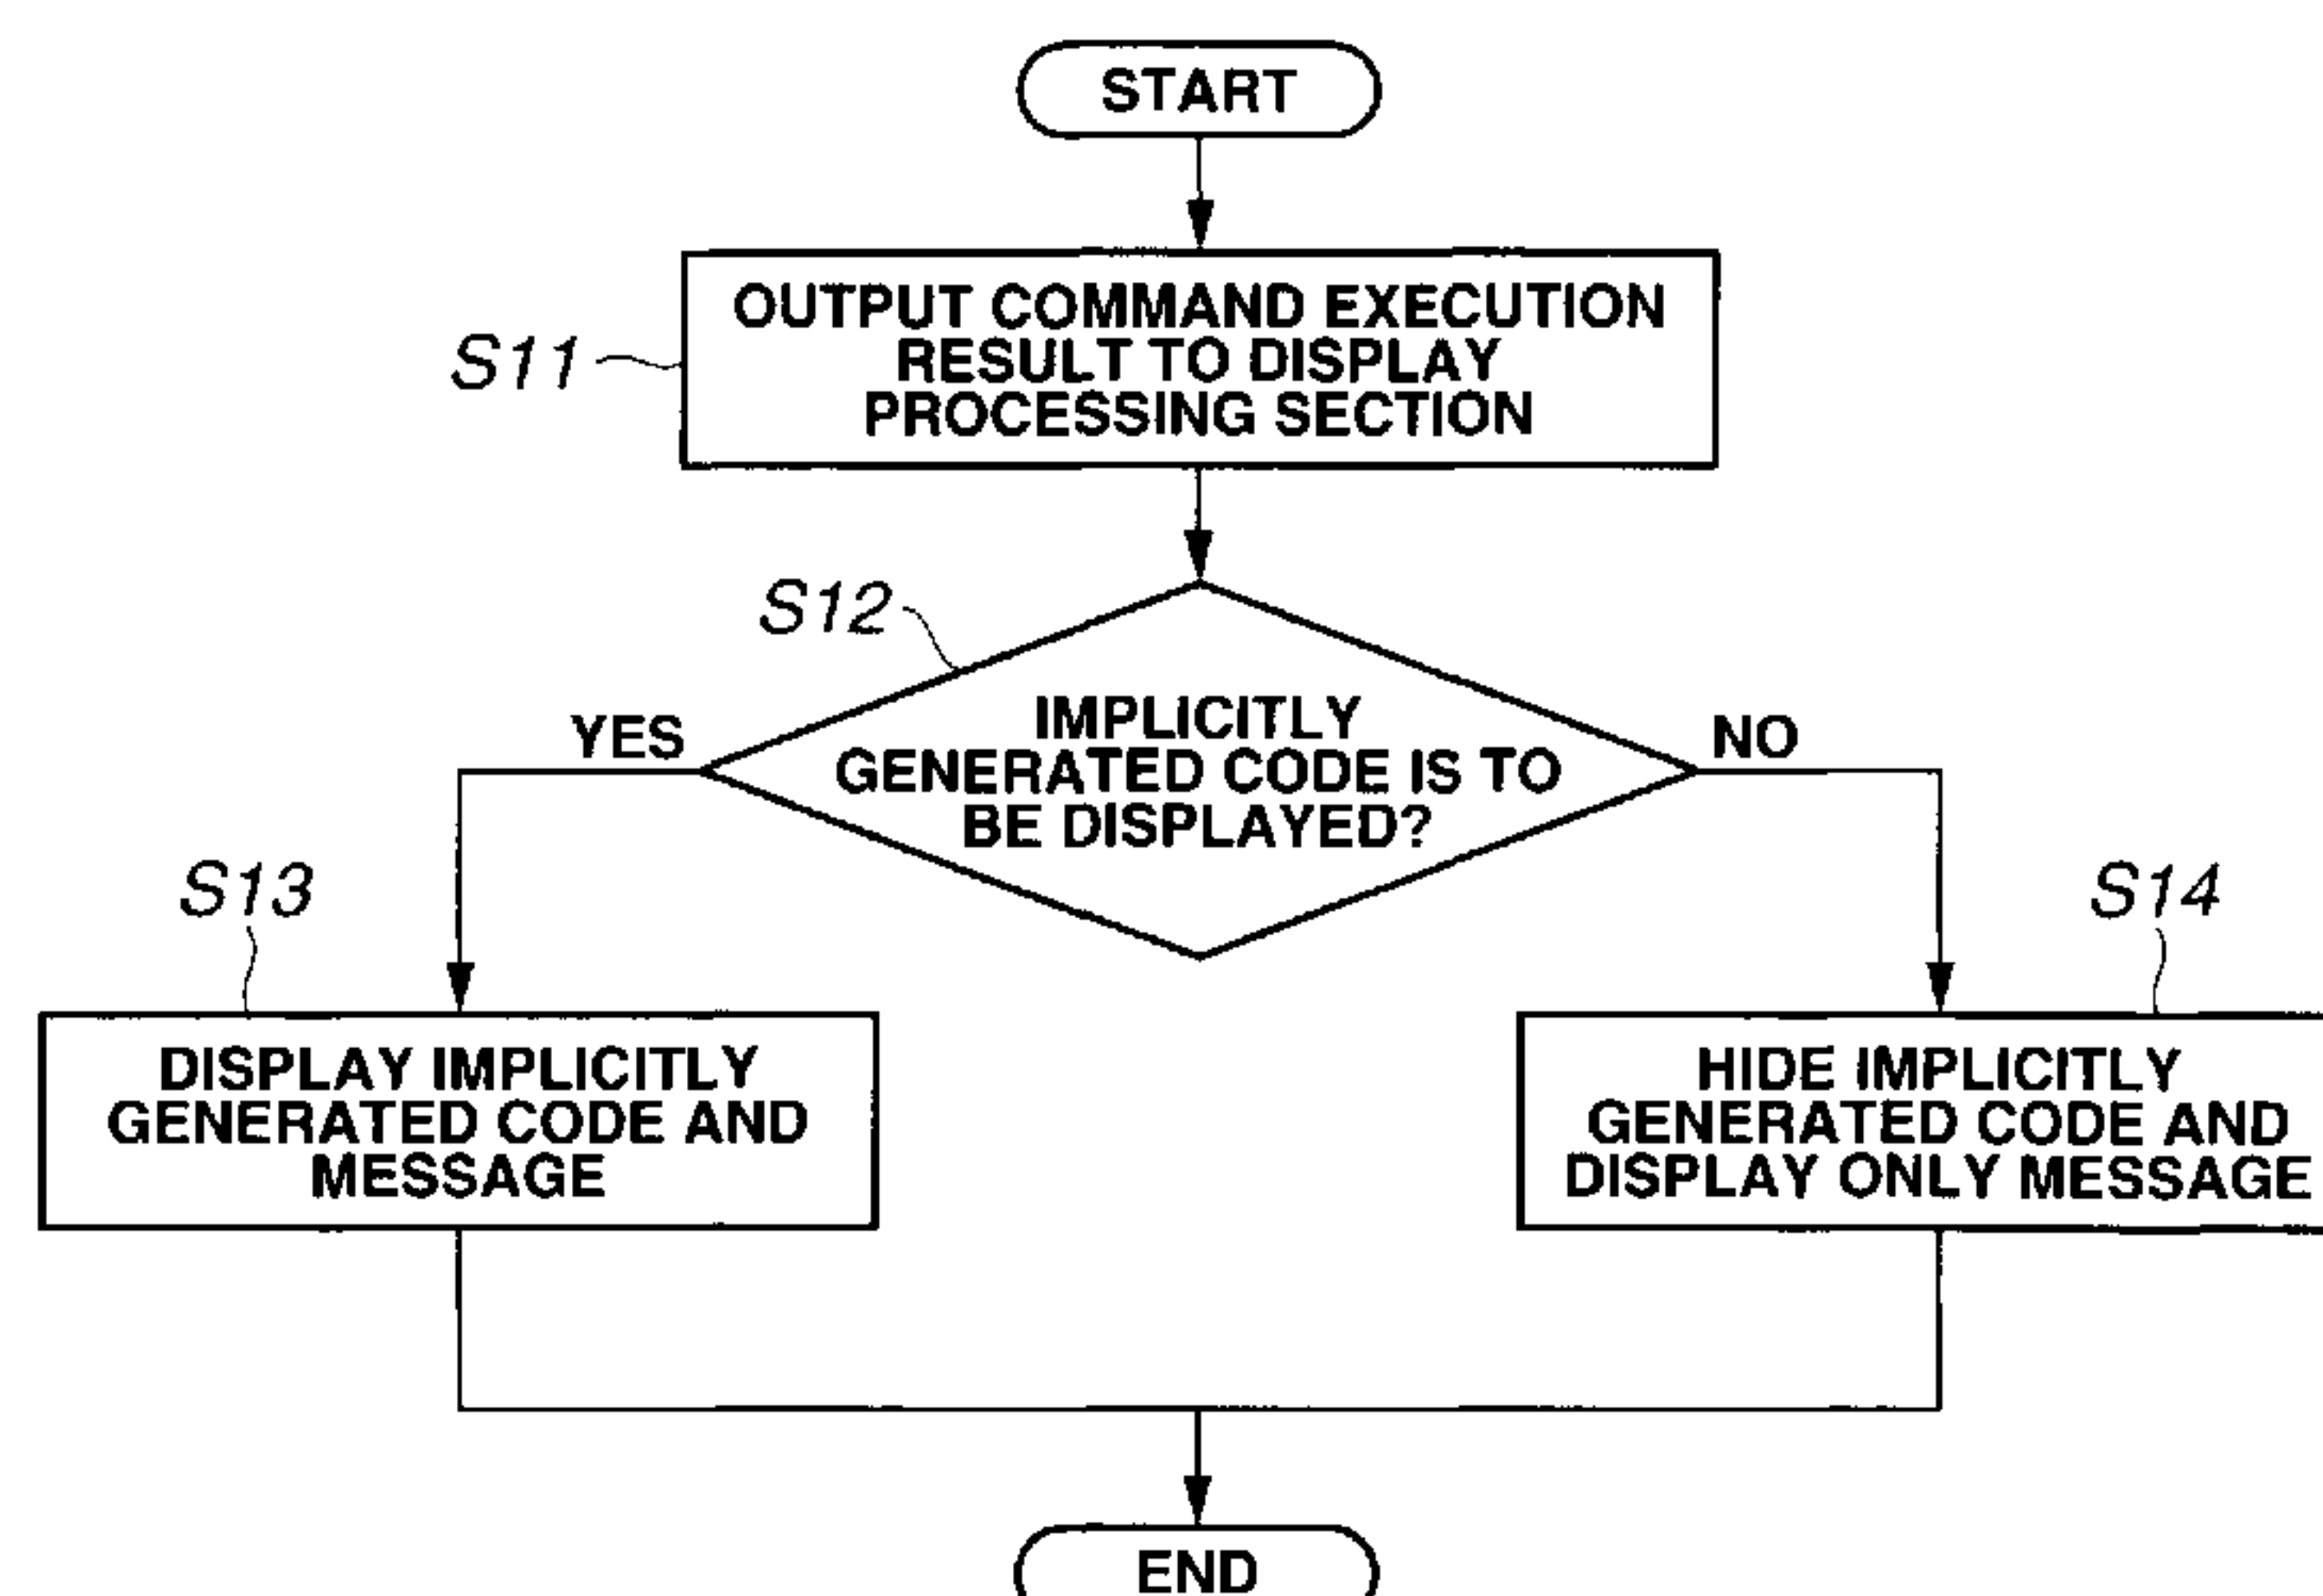 START
S11
OUTPUT COMMAND EXECUTION
RESULT TO DISPLAY
PROCESSING SECTION
S12
IMPLICITLY
GENERATED CODE IS TO
BE DISPLAYED?
YES
NO
S13
DISPLAY IMPLICITLY
GENERATED CODE AND
MESSAGE
S14
HIDE IMPLICITLY
GENERATED CODE AND
DISPLAY ONLY MESSAGE
END